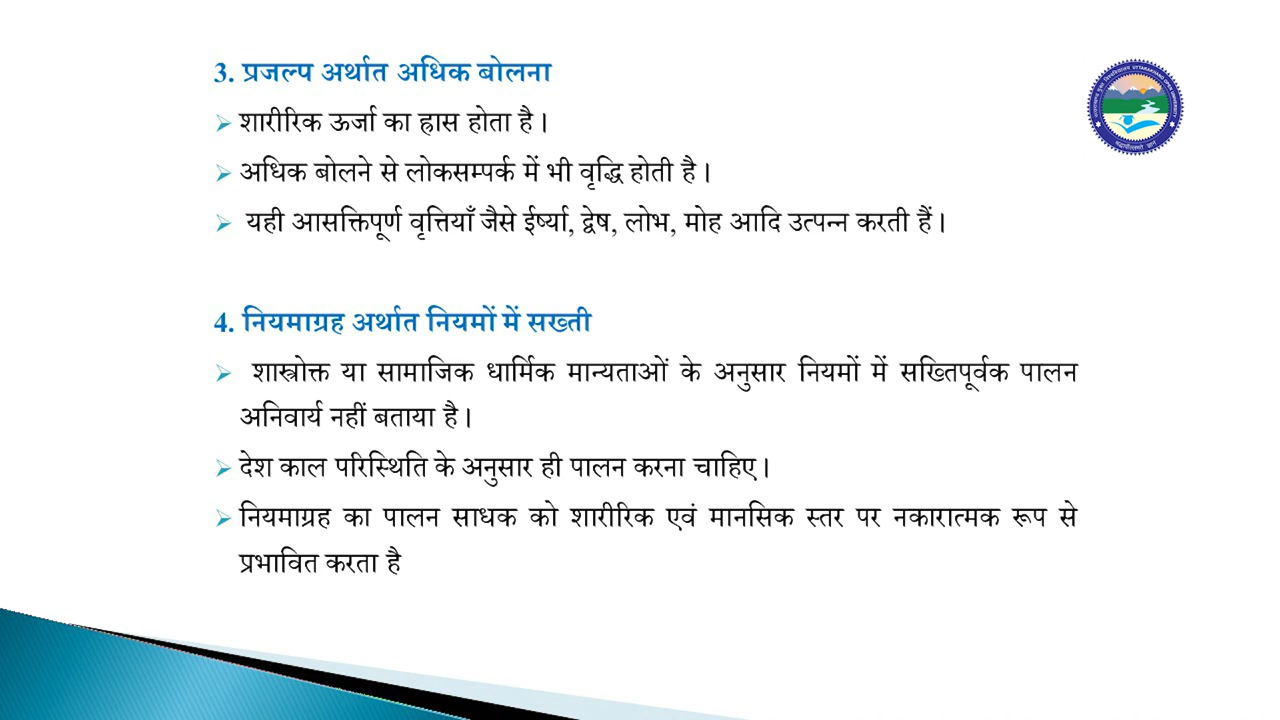 3. प्रजल्प अर्थात अधिक बोलना
➢ शारीरिक ऊर्जा का ह्रास होता है।
➢ अधिक बोलने से लोकसम्पर्क में भी वृद्धि होती है।
➢ यही आसक्तिपूर्ण वृत्तियाँ जैसे ईर्ष्या, द्वेष, लोभ, मोह आदि उत्पन्न करती हैं।
4. नियमाग्रह अर्थात नियमों में सख्ती
➢ शास्त्रोक्त या सामाजिक धार्मिक मान्यताओं के अनुसार नियमों में सख्तिपूर्वक पालन
अनिवार्य नहीं बताया है।
➢ देश काल परिस्थिति के अनुसार ही पालन करना चाहिए।
➢ नियमाग्रह का पालन साधक को शारीरिक एवं मानसिक स्तर पर नकारात्मक रूप से
प्रभावित करता है